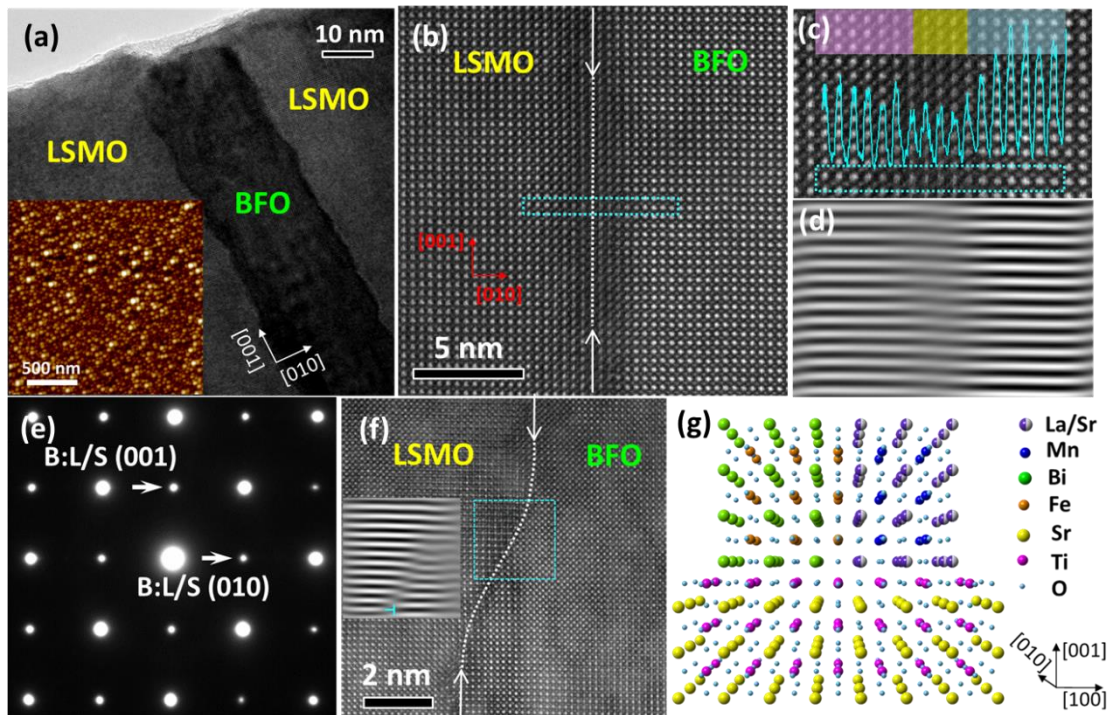 (a)
10 nm
LSMO
LSMO
BFO
500 nm
[001]
[010]
(b)
LSMO
BFO
[001]
[010]
5 nm
(c)
(d)
(e)
B:L/S (001)
B:L/S (010)
(f)
LSMO
BFO
2 nm
(g)
La/Sr
Mn
Bi
Fe
Sr
Ti
O
[010]
[001]
[100]